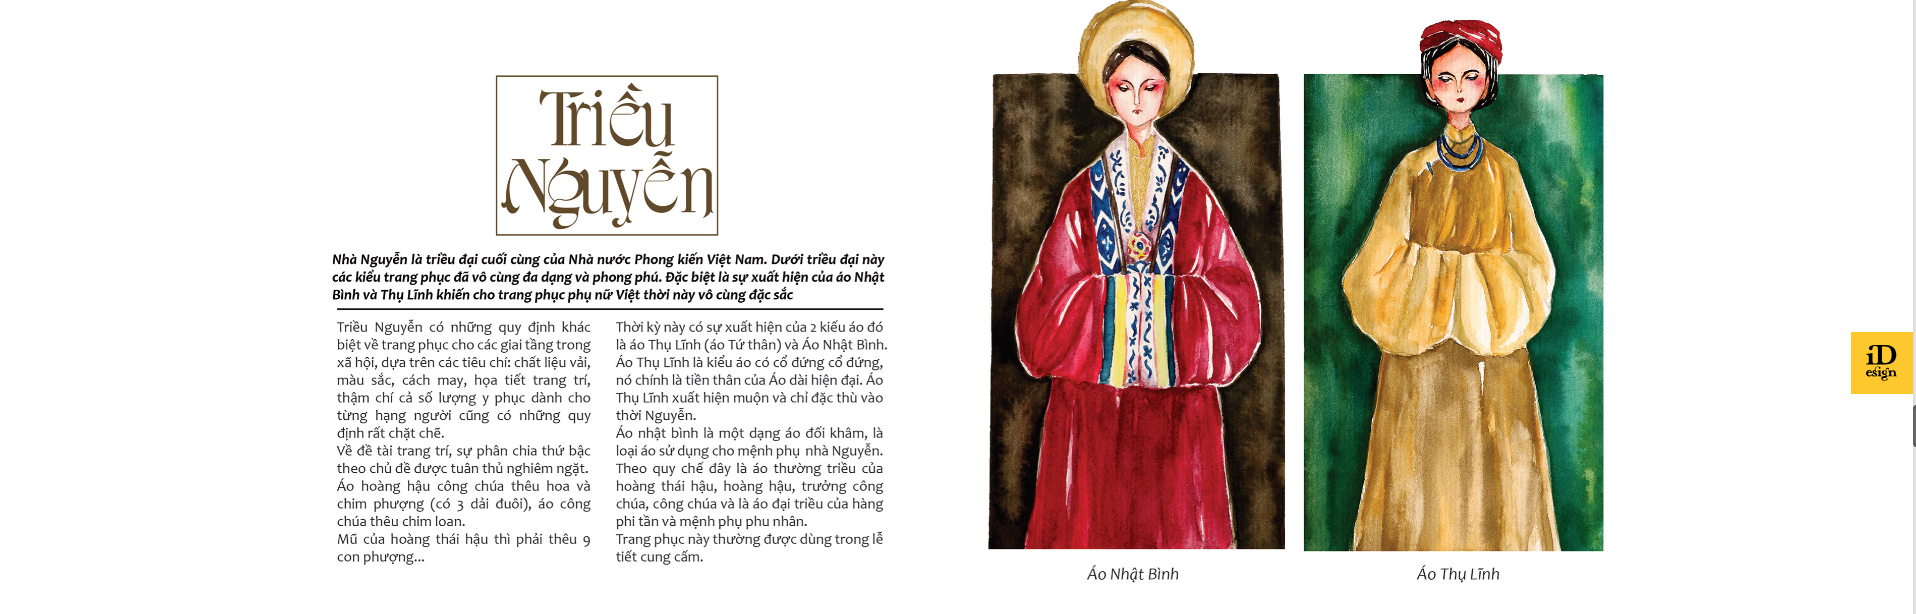 Triều
Nguyễn
Nhà Nguyễn là triều đại cuối cùng của Nhà nước Phong kiến Việt Nam. Dưới triều đại này
các kiểu trang phục đã vô cùng đa dạng và phong phú. Đặc biệt là sự xuất hiện của áo Nhật
Bình và Thụ Lĩnh khiến cho trang phục phụ nữ Việt thời này vô cùng đặc sắc
Triều Nguyễn có những quy định khác
biệt về trang phục cho các giai tầng trong
xã hội, dựa trên các tiêu chí: chất liệu vải,
màu sắc, cách may, họa tiết trang trí,
thậm chí cả số lượng y phục dành cho
từng hạng người cũng có những quy
định rất chặt chẽ.
Về đề tài trang trí, sự phân chia thứ bậc
theo chủ đề được tuân thủ nghiêm ngặt.
Áo hoàng hậu công chúa thêu hoa và
chim phượng (có 3 dải đuôi), áo công
chúa thêu chim loan.
Mũ của hoàng thái hậu thì phải thêu 9
con phượng...
Thời kỳ này có sự xuất hiện của 2 kiểu áo đó
là áo Thụ Lĩnh (áo Tứ thân) và Áo Nhật Bình.
Áo Thụ Lĩnh là kiểu áo có cổ đứng cổ đứng,
nó chính là tiền thân của Áo dài hiện đại. Áo
Thụ Lĩnh xuất hiện muộn và chỉ đặc thù vào
thời Nguyễn.
Áo nhật bình là một dạng áo đối khâm, là
loại áo sử dụng cho mệnh phụ nhà Nguyễn.
Theo quy chế đây là áo thường triều của
hoàng thái hậu, hoàng hậu, trưởng công
chúa, công chúa và là áo đại triều của hàng
phi tần và mệnh phụ phu nhân.
Trang phục này thường được dùng trong lễ
tiết cung cấm.
Áo Nhật Bình
Áo Thụ Lĩnh
iD
esign